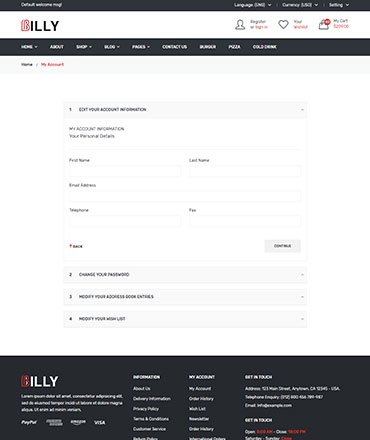 Default welcome msg!
Language: (ENG)
Currency: (USD)
Setting
BILLY
Register
or Sign in
Your
wishlist
My Cart
HOME
ABOUT
SHOP
BLOG
PAGES
CONTACT US
BURGER
PIZZA
COLD DRINK
Home / My Account
1 EDIT YOUR ACCOUNT INFORMATION
MY ACCOUNT INFORMATION
Your Personal Details
First Name
Last Name
Email Address
Telephone
Fax
BACK
CONTINUE
2 CHANGE YOUR PASSWORD
3 MODIFY YOUR ADDRESS BOOK ENTRIES
4 MODIFY YOUR WISH LIST
BILLY
Lorem ipsum dolor sit amet, consectetur adipisicing elit,
sed do eiusmod tempor incididunt ut labore et dolore magna
aliqua. Ut enim ad minim veniam,
PayPal
amazon
VISA
INFORMATION
About Us
Delivery Information
Privacy Policy
Terms & Conditions
Customer Service
Return Policy
MY ACCOUNT
My Account
Order History
Wish List
Newsletter
Order History
International Orders
GET IN TOUCH
Address: 123 Main Street, Anytown, CA 12345 - USA.
Telephone Enquiry: (012) 800 456 789-987
Email: Info@example.com
GET IN TOUCH
Open: 8:00 AM - Close: 18:00 PM
Saturday - Sunday: Close